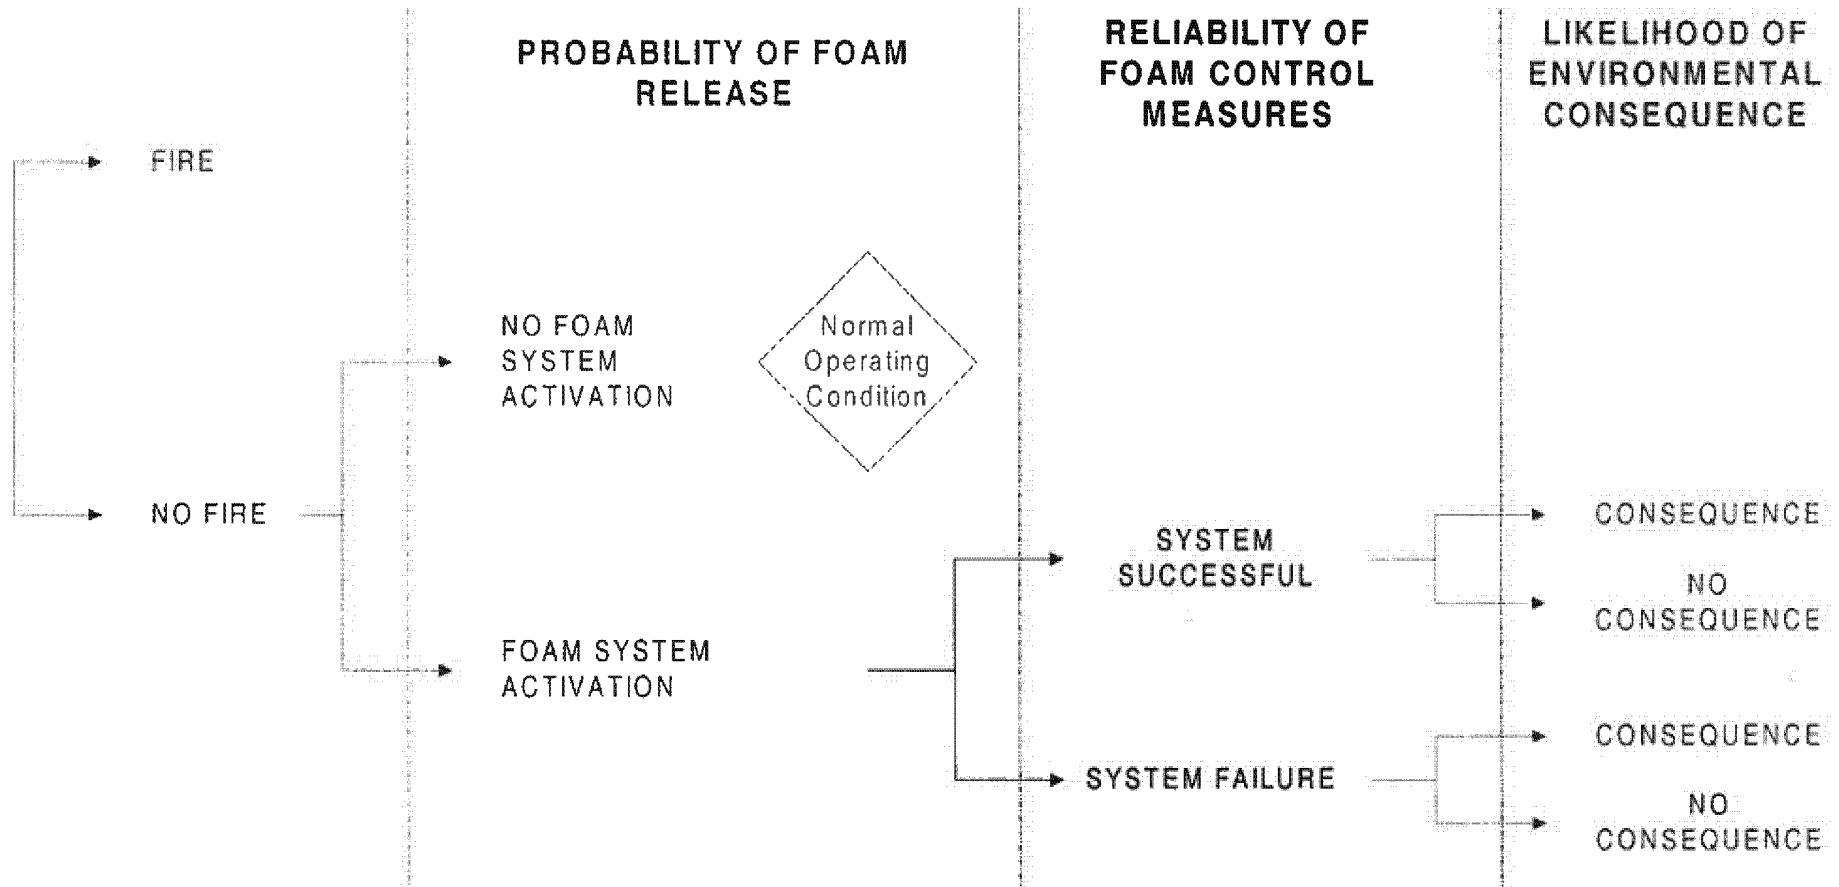 PROBABILITY OF FOAM
RELEASE
RELIABILITY OF
FOAM CONTROL
MEASURES
LIKELIHOOD OF
ENVIRONMENTAL
CONSEQUENCE
FIRE
NO FOAM
SYSTEM
ACTIVATION
Normal
Operating
Condition
NO FIRE
SYSTEM
SUCCESSFUL
CONSEQUENCE
NO
CONSEQUENCE
FOAM SYSTEM
ACTIVATION
SYSTEM FAILURE
CONSEQUENCE
NO
CONSEQUENCE